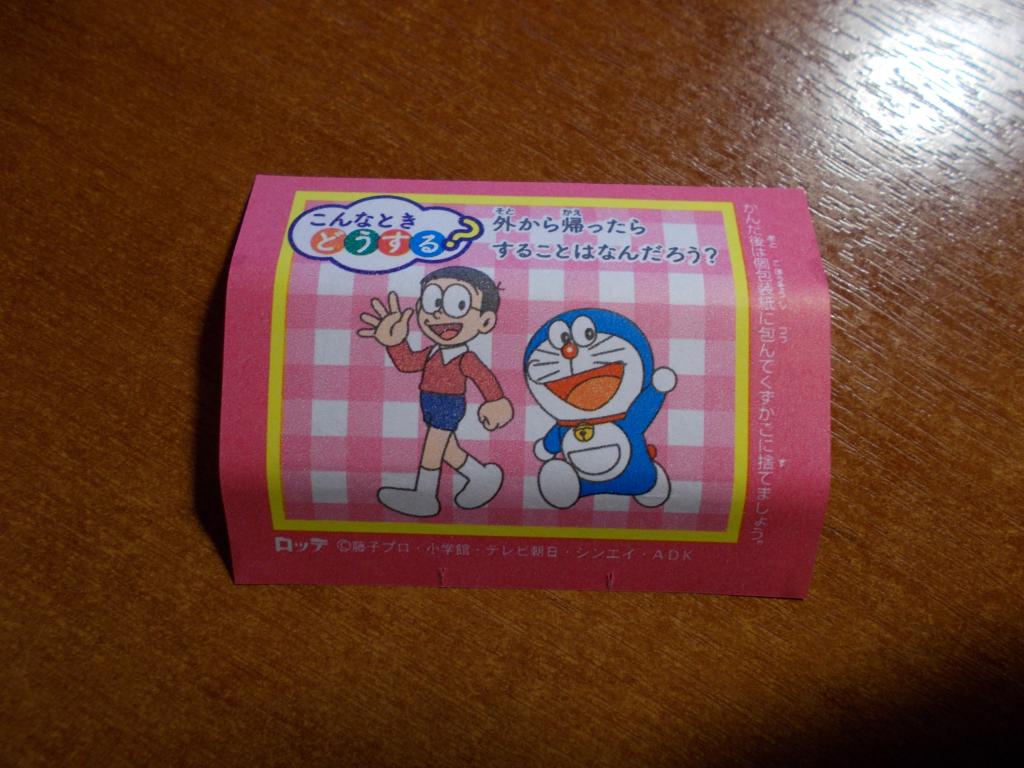 こんなとき
どうする?
外から帰ったら
することはなんだろう?
かんだ後は個包装紙に包んでくずかごに捨てましょう。
ロッテ ©藤子プロ・小学館・テレビ朝日・シンエイ・ADK